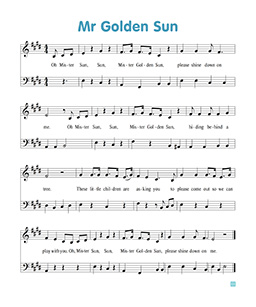 Mr Golden Sun
Oh Mis-ter Sun, Sun, Mis-ter Gol-den Sun, please shine down on
me. Oh Mis-ter Sun, Sun, Mis-ter Gol-den Sun, hi ding be-hind a
tree. These lit-tle chil-dren are as-king you to please come out so we can
play with you. Oh Mis-ter Sun, Sun, Mis-ter Gol-den Sun, please shine down on me.